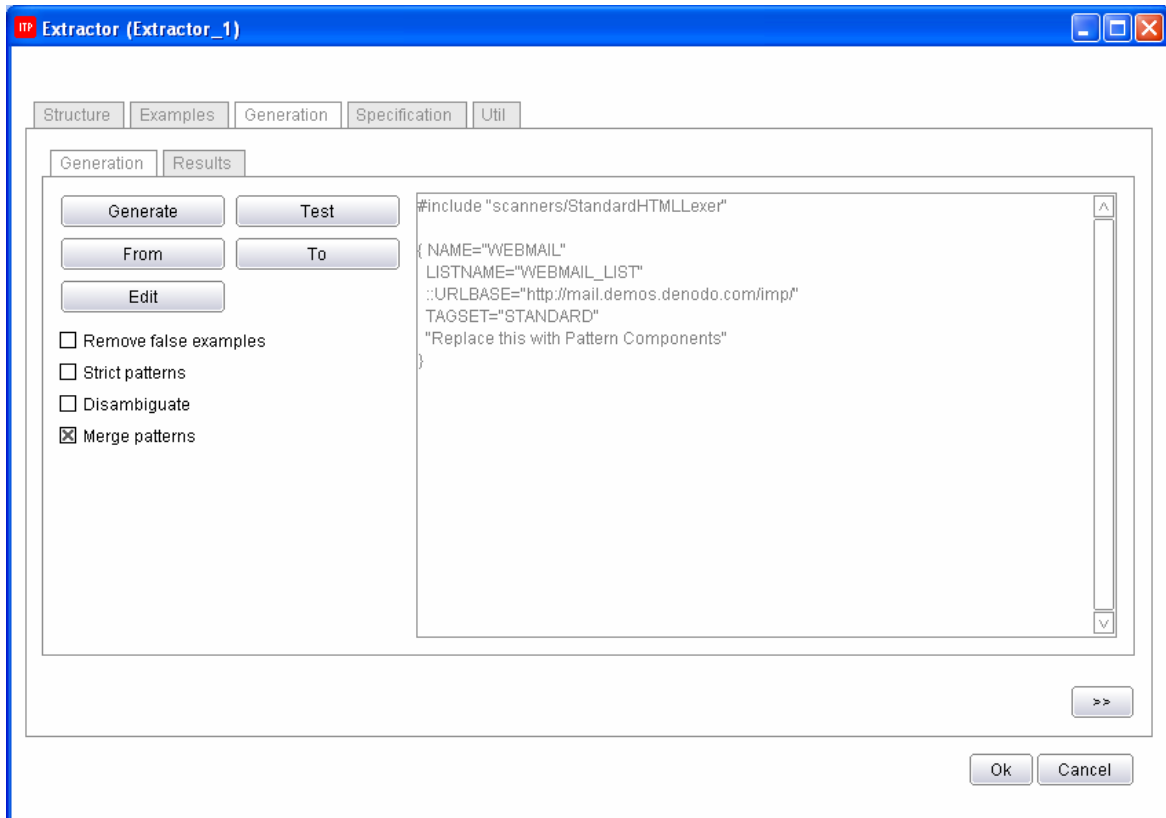 ITP Extractor (Extractor_1)
Structure Examples Generation Specification Util
Generation Results
Generate Test
From To
Edit
Remove false examples
Strict patterns
Disambiguate
Merge patterns
#include "scanners/StandardHTMLLexer"
{ NAME="WEBMAIL"
LISTNAME="WEBMAIL_LIST"
::URLBASE="http://mail.demos.denodo.com/imp/"
TAGSET="STANDARD"
"Replace this with Pattern Components"
}
>>
Ok Cancel